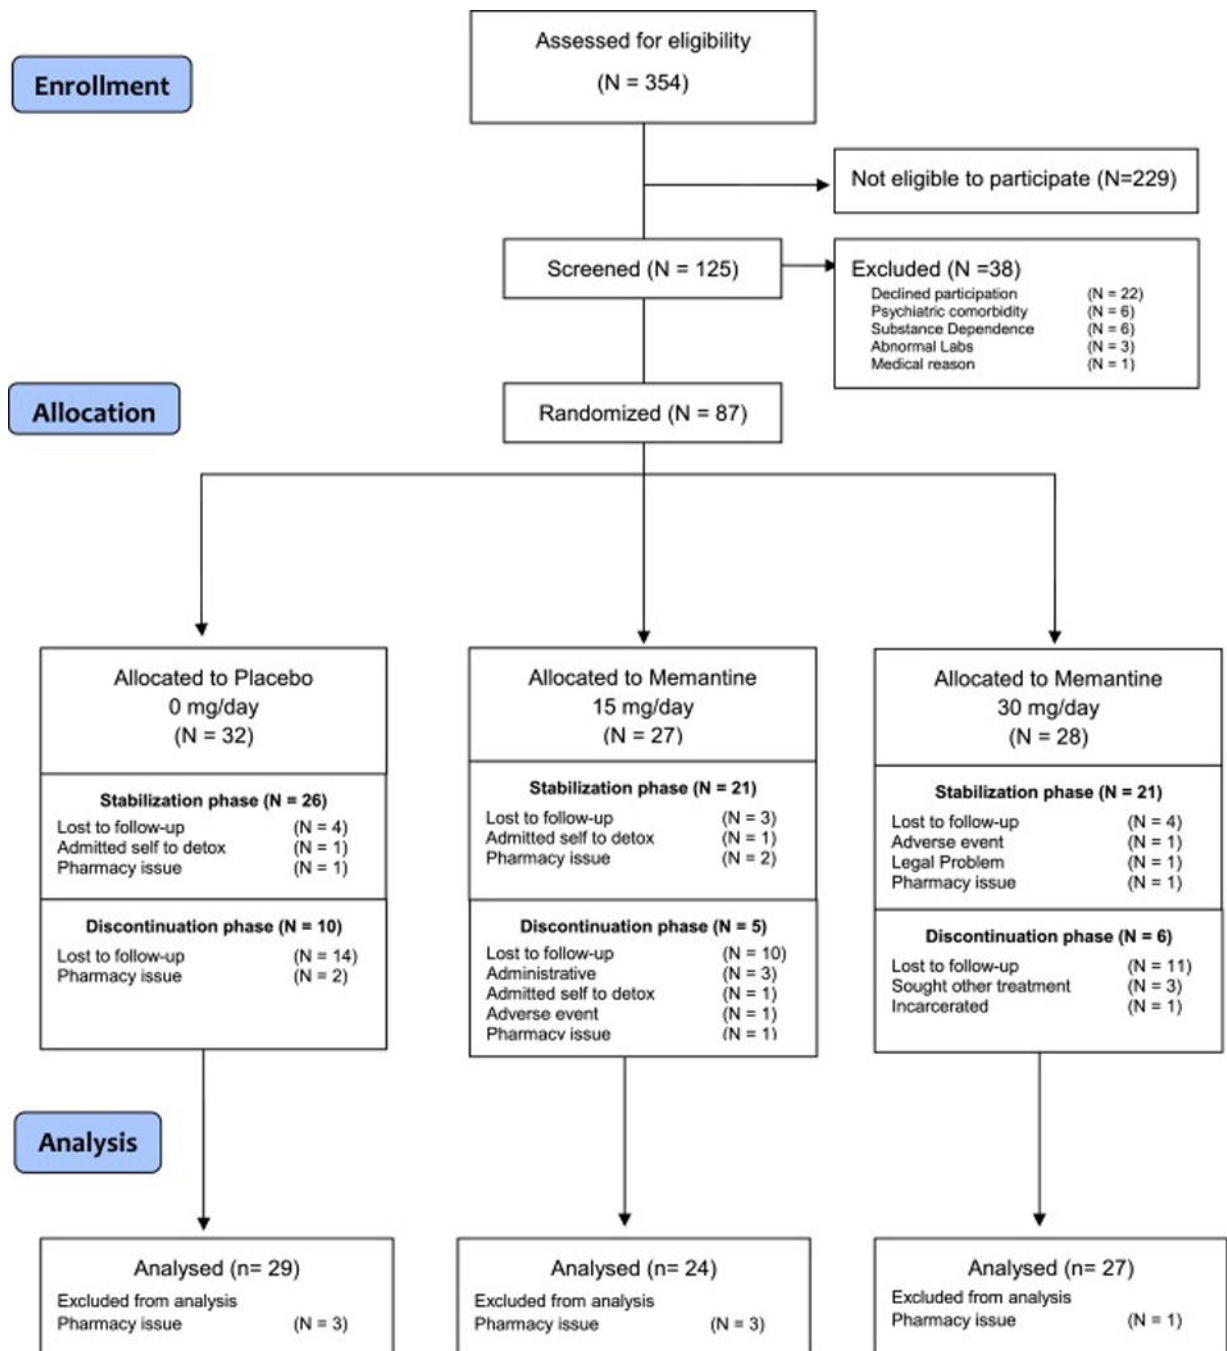 Enrollment
Assessed for eligibility
(N = 354)
Not eligible to participate (N=229)
Screened (N = 125)
Excluded (N =38)
Declined participation (N = 22)
Psychiatric comorbidity (N = 6)
Substance Dependence (N = 6)
Abnormal Labs (N = 3)
Medical reason (N = 1)
Allocation
Randomized (N = 87)
Allocated to Placebo
0 mg/day
(N = 32)
Stabilization phase (N = 26)
Lost to follow-up (N = 4)
Admitted self to detox (N = 1)
Pharmacy issue (N = 1)
Discontinuation phase (N = 10)
Lost to follow-up (N = 14)
Pharmacy issue (N = 2)
Allocated to Memantine
15 mg/day
(N = 27)
Stabilization phase (N = 21)
Lost to follow-up (N = 3)
Admitted self to detox (N = 1)
Pharmacy issue (N = 2)
Discontinuation phase (N = 5)
Lost to follow-up (N = 10)
Administrative (N = 3)
Admitted self to detox (N = 1)
Adverse event (N = 1)
Pharmacy issue (N = 1)
Allocated to Memantine
30 mg/day
(N = 28)
Stabilization phase (N = 21)
Lost to follow-up (N = 4)
Adverse event (N = 1)
Legal Problem (N = 1)
Pharmacy issue (N = 1)
Discontinuation phase (N = 6)
Lost to follow-up (N = 11)
Sought other treatment (N = 3)
Incarcerated (N = 1)
Analysis
Analysed (n= 29)
Excluded from analysis
Pharmacy issue (N = 3)
Analysed (n= 24)
Excluded from analysis
Pharmacy issue (N = 3)
Analysed (n= 27)
Excluded from analysis
Pharmacy issue (N = 1)